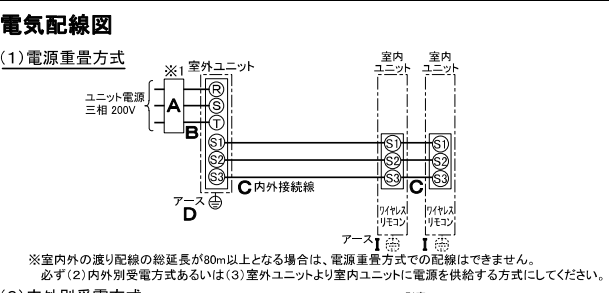 電気配線図
(1)電源重畳方式
※1 室外ユニット 室内ユニット 室内ユニット
ユニット電源
三相 200V
A
B
R
S
T
S1 S1 S1
S2 S2 S2
S3 S3 S3
C 内外接続線 C
アース
D
ワイヤレスリモコン ワイヤレスリモコン
アース I I
※室内外の渡り配線の総延長が80m以上となる場合は、電源重畳方式での配線はできません。
必ず(2)内外別受電方式あるいは(3)室外ユニットより室内ユニットに電源を供給する方式にしてください。
(2)内外別受電方式